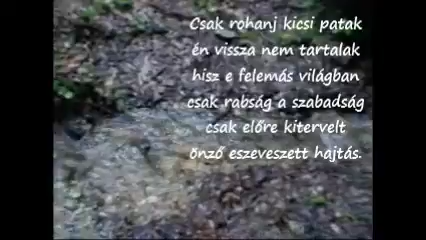 Csak rohanj kicsi patak
én vissza nem tartalak
hisz e felemás világban
csak rabság a szabadság
csak előre kitervelt
önző eszeveszett hajtás.